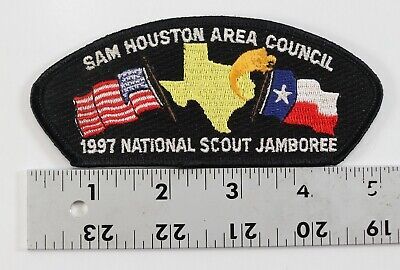 SAM HOUSTON AREA COUNCIL
1997 NATIONAL SCOUT JAMBOREE
1 2 3 4 5
23 22 21 20 19